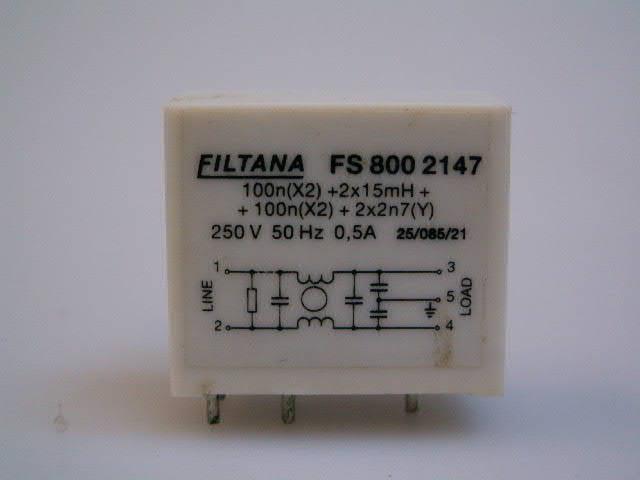 FILTANA FS 800 2147
100n(X2) +2x15mH +
+ 100n(X2) + 2x2n7(Y)
250 V 50 Hz 0,5A 25/085/21
1 3
LINE 5 LOAD
2 4